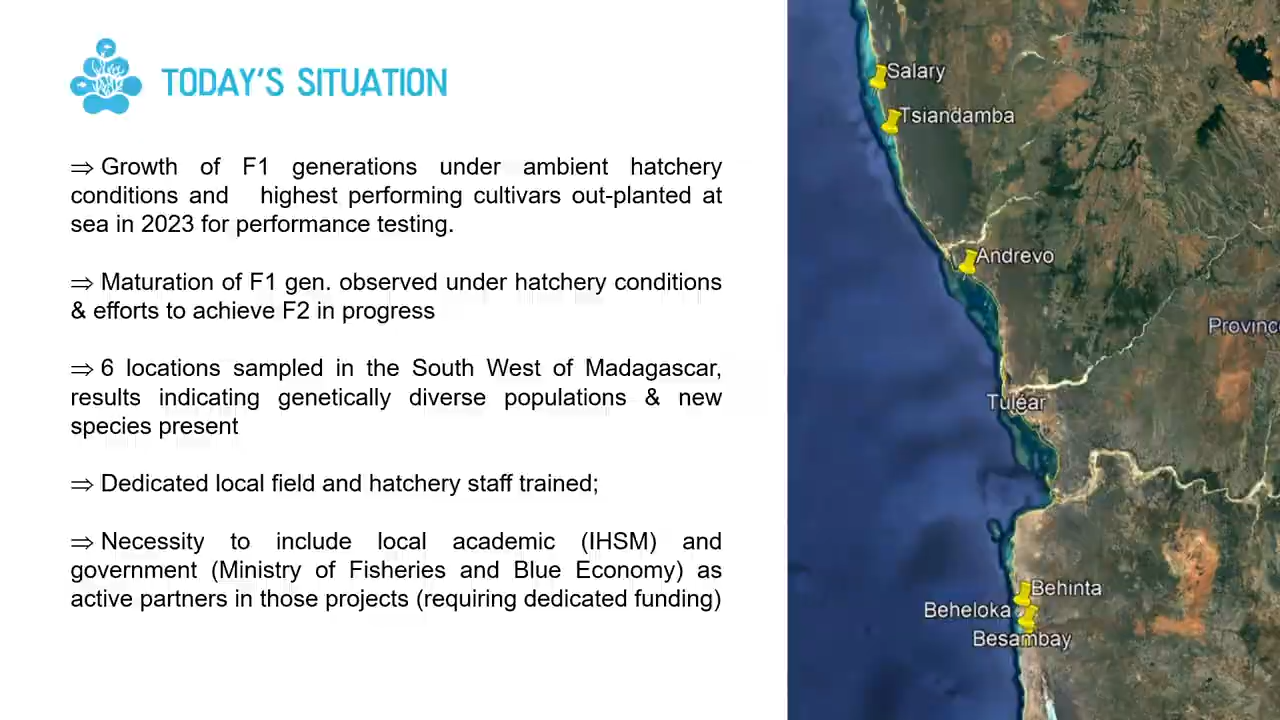 TODAY'S SITUATION
⇒ Growth of F1 generations under ambient hatchery
conditions and highest performing cultivars out-planted at
sea in 2023 for performance testing.
⇒ Maturation of F1 gen. observed under hatchery conditions
& efforts to achieve F2 in progress
⇒ 6 locations sampled in the South West of Madagascar,
results indicating genetically diverse populations & new
species present
⇒ Dedicated local field and hatchery staff trained;
⇒ Necessity to include local academic (IHSM) and
government (Ministry of Fisheries and Blue Economy) as
active partners in those projects (requiring dedicated funding)
Salary
Tsiandamba
Andrevo
Provinc
Tuléar
Behinta
Beheloka
Besambay